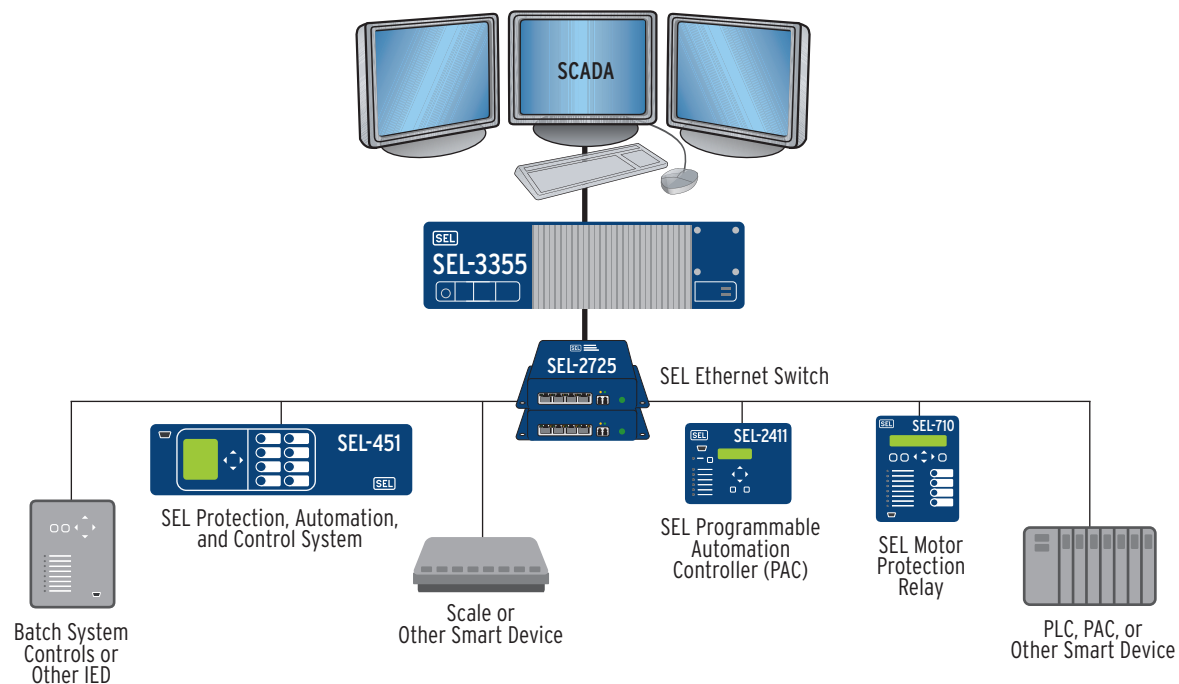 SCADA
SEL
SEL-3355
SEL
SEL-2725
SEL Ethernet Switch
SEL-451
SEL
SEL Protection, Automation,
and Control System
SEL
SEL-2411
SEL Programmable
Automation
Controller (PAC)
SEL
SEL-710
SEL Motor
Protection
Relay
Batch System
Controls or
Other IED
Scale or
Other Smart Device
PLC, PAC, or
Other Smart Device